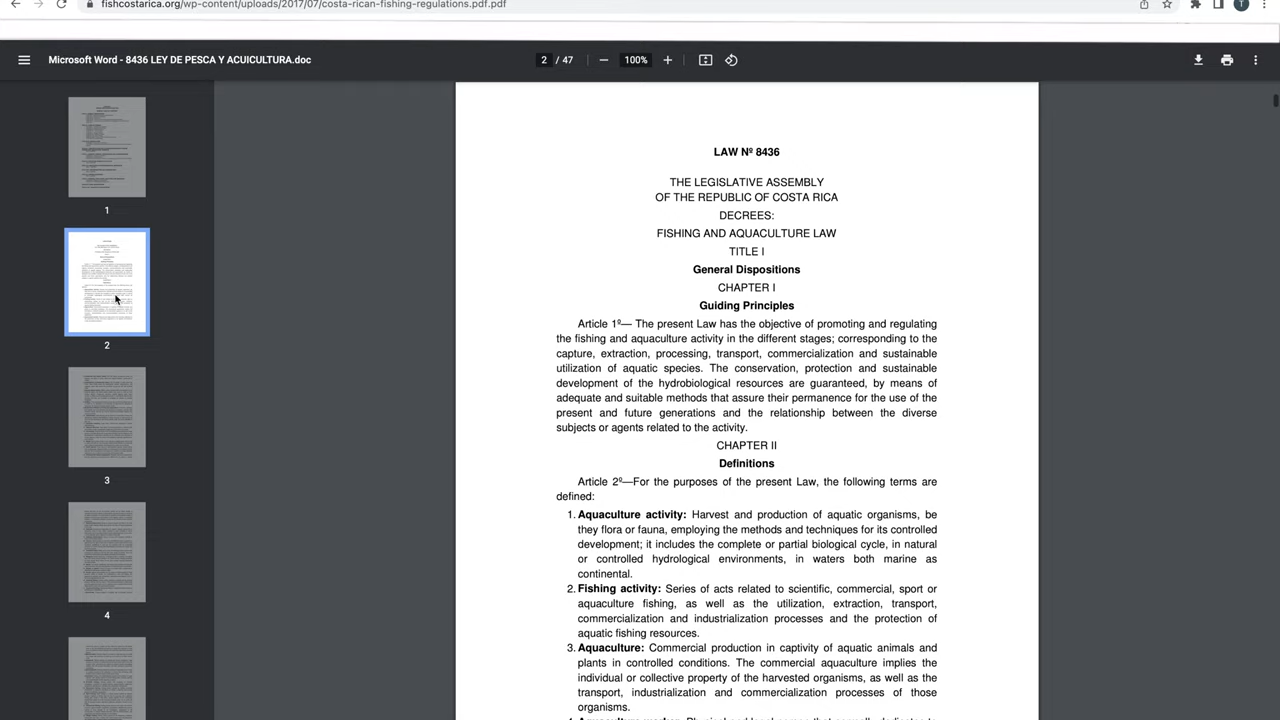 fishcostarica.org/wp-content/uploads/2017/07/costa-rican-fishing-regulations.pdf.pdf
T
Microsoft Word - 8436 LEY DE PESCA Y ACUICULTURA.doc
2 / 47
100%
1
2
3
4
LAW Nº 8436
THE LEGISLATIVE ASSEMBLY
OF THE REPUBLIC OF COSTA RICA
DECREES:
FISHING AND AQUACULTURE LAW
TITLE I
General Dispositions
CHAPTER I
Guiding Principles
Article 1º— The present Law has the objective of promoting and regulating
the fishing and aquaculture activity in the different stages; corresponding to the
capture, extraction, processing, transport, commercialization and sustainable
utilization of aquatic species. The conservation, protection and sustainable
development of the hydrobiological resources are guaranteed, by means of
adequate and suitable methods that assure their permanence for the use of the
present and future generations and the relationship between the diverse
subjects or agents related to the activity.
CHAPTER II
Definitions
Article 2º—For the purposes of the present Law, the following terms are
defined:
1. Aquaculture activity: Harvest and production of aquatic organisms, be
they flora or fauna, employing the methods and techniques for its controlled
development; it includes the complete or partial biological cycle, in natural
or controlled hydrological environments, in waters both marine as
continental.
2. Fishing activity: Series of acts related to scientific, commercial, sport or
aquaculture fishing, as well as the utilization, extraction, transport,
commercialization and industrialization processes and the protection of
aquatic fishing resources.
3. Aquaculture: Commercial production in captivity of aquatic animals and
plants in controlled conditions. The commercial aquaculture implies the
individual or collective property of the harvested organisms, as well as the
transport, industrialization and commercialization processes of those
organisms.